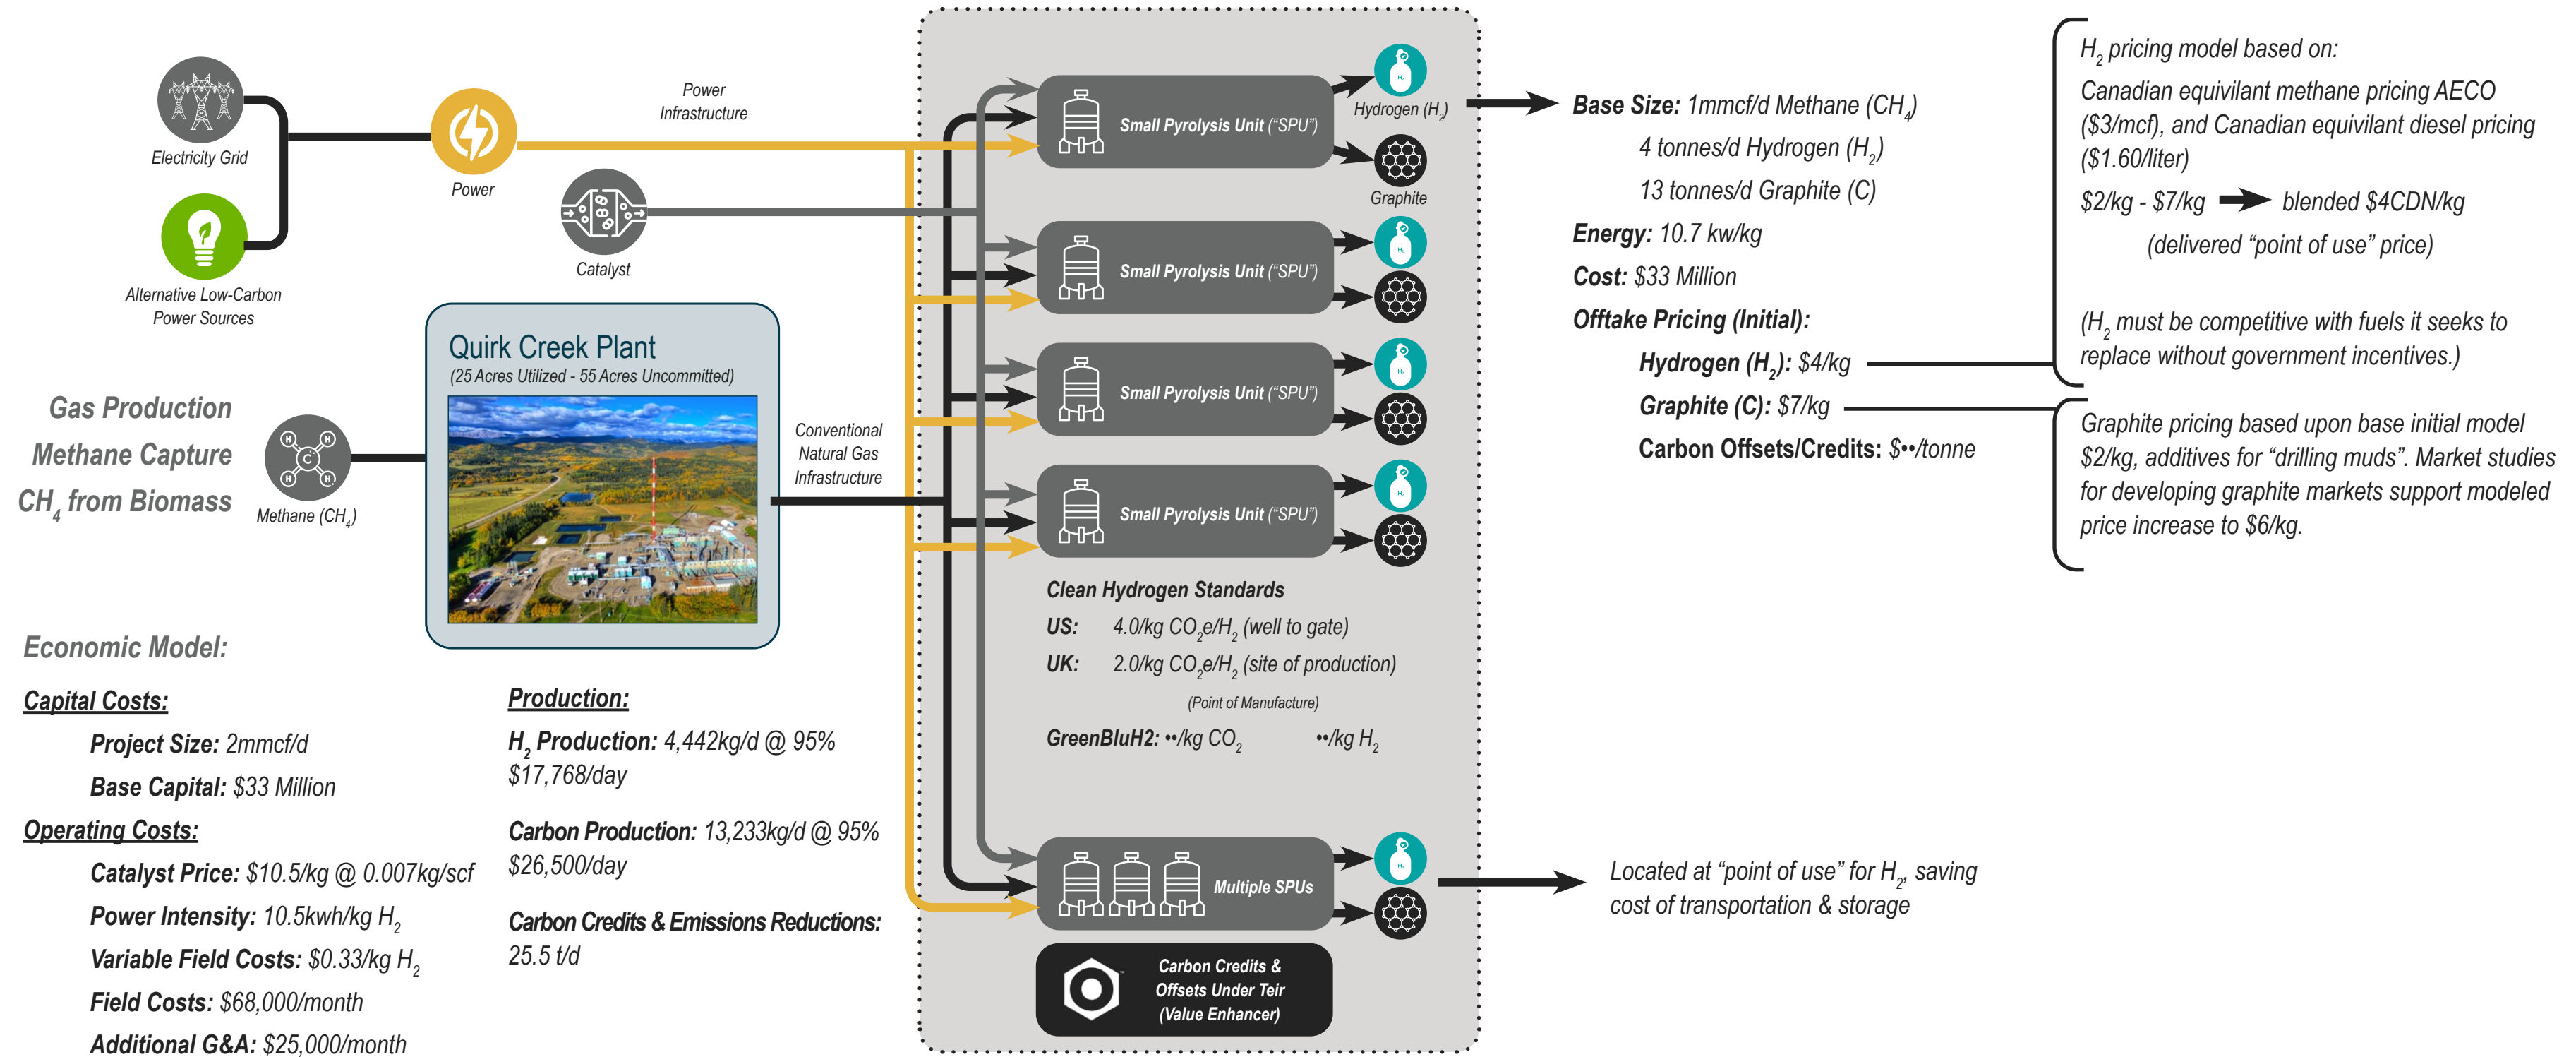 Electricity Grid
Alternative Low-Carbon
Power Sources
Power
Power
Infrastructure
Catalyst
Gas Production
Methane Capture
CH4 from Biomass
Methane (CH4)
Quirk Creek Plant
(25 Acres Utilized - 55 Acres Uncommitted)
Conventional
Natural Gas
Infrastructure
Economic Model:
Capital Costs:
Project Size: 2mmcf/d
Base Capital: $33 Million
Operating Costs:
Catalyst Price: $10.5/kg @ 0.007kg/scf
Power Intensity: 10.5kwh/kg H2
Variable Field Costs: $0.33/kg H2
Field Costs: $68,000/month
Additional G&A: $25,000/month
Production:
H2 Production: 4,442kg/d @ 95%
$17,768/day
Carbon Production: 13,233kg/d @ 95%
$26,500/day
Carbon Credits & Emissions Reductions:
25.5 t/d
Small Pyrolysis Unit ("SPU")
Hydrogen (H2)
Graphite
Small Pyrolysis Unit ("SPU")
Small Pyrolysis Unit ("SPU")
Small Pyrolysis Unit ("SPU")
Clean Hydrogen Standards
US: 4.0/kg CO2e/H2 (well to gate)
UK: 2.0/kg CO2e/H2 (site of production)
(Point of Manufacture)
GreenBluH2: ••/kg CO2 ••/kg H2
Multiple SPUs
Carbon Credits &
Offsets Under Teir
(Value Enhancer)
Base Size: 1mmcf/d Methane (CH4)
4 tonnes/d Hydrogen (H2)
13 tonnes/d Graphite (C)
Energy: 10.7 kw/kg
Cost: $33 Million
Offtake Pricing (Initial):
Hydrogen (H2): $4/kg
Graphite (C): $7/kg
Carbon Offsets/Credits: $••/tonne
H2 pricing model based on:
Canadian equivilant methane pricing AECO
($3/mcf), and Canadian equivilant diesel pricing
($1.60/liter)
$2/kg - $7/kg blended $4CDN/kg
(delivered "point of use" price)
(H2 must be competitive with fuels it seeks to
replace without government incentives.)
Graphite pricing based upon base initial model
$2/kg, additives for "drilling muds". Market studies
for developing graphite markets support modeled
price increase to $6/kg.
Located at "point of use" for H2, saving
cost of transportation & storage